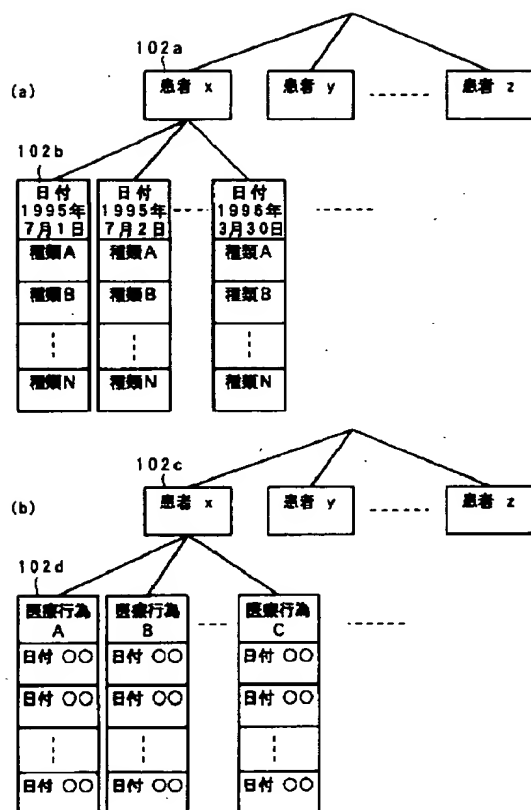 102a
(a)
患者 x
患者 y
患者 z
102b
日付
1995年
7月1日
種類A
種類B
種類N
日付
1995年
7月2日
種類A
種類B
種類N
日付
1996年
3月30日
種類A
種類B
種類N
102c
(b)
患者 x
患者 y
患者 z
102d
医療行為
A
日付 ○○
日付 ○○
日付 ○○
医療行為
B
日付 ○○
日付 ○○
日付 ○○
医療行為
C
日付 ○○
日付 ○○
日付 ○○